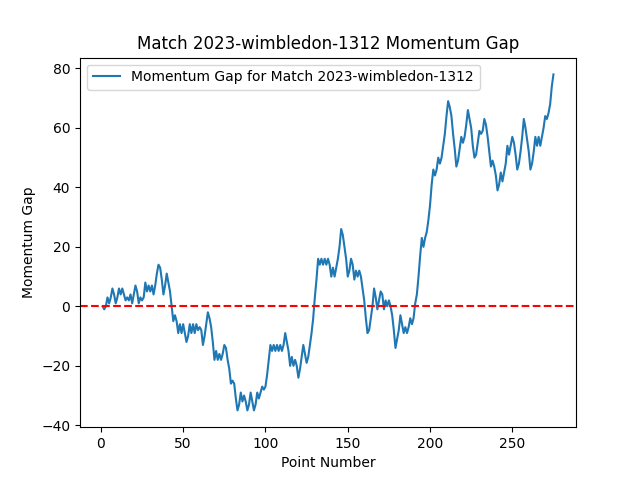 Match 2023-wimbledon-1312 Momentum Gap
Momentum Gap for Match 2023-wimbledon-1312
80
60
40
20
0
−20
−40
Momentum Gap
0 50 100 150 200 250
Point Number